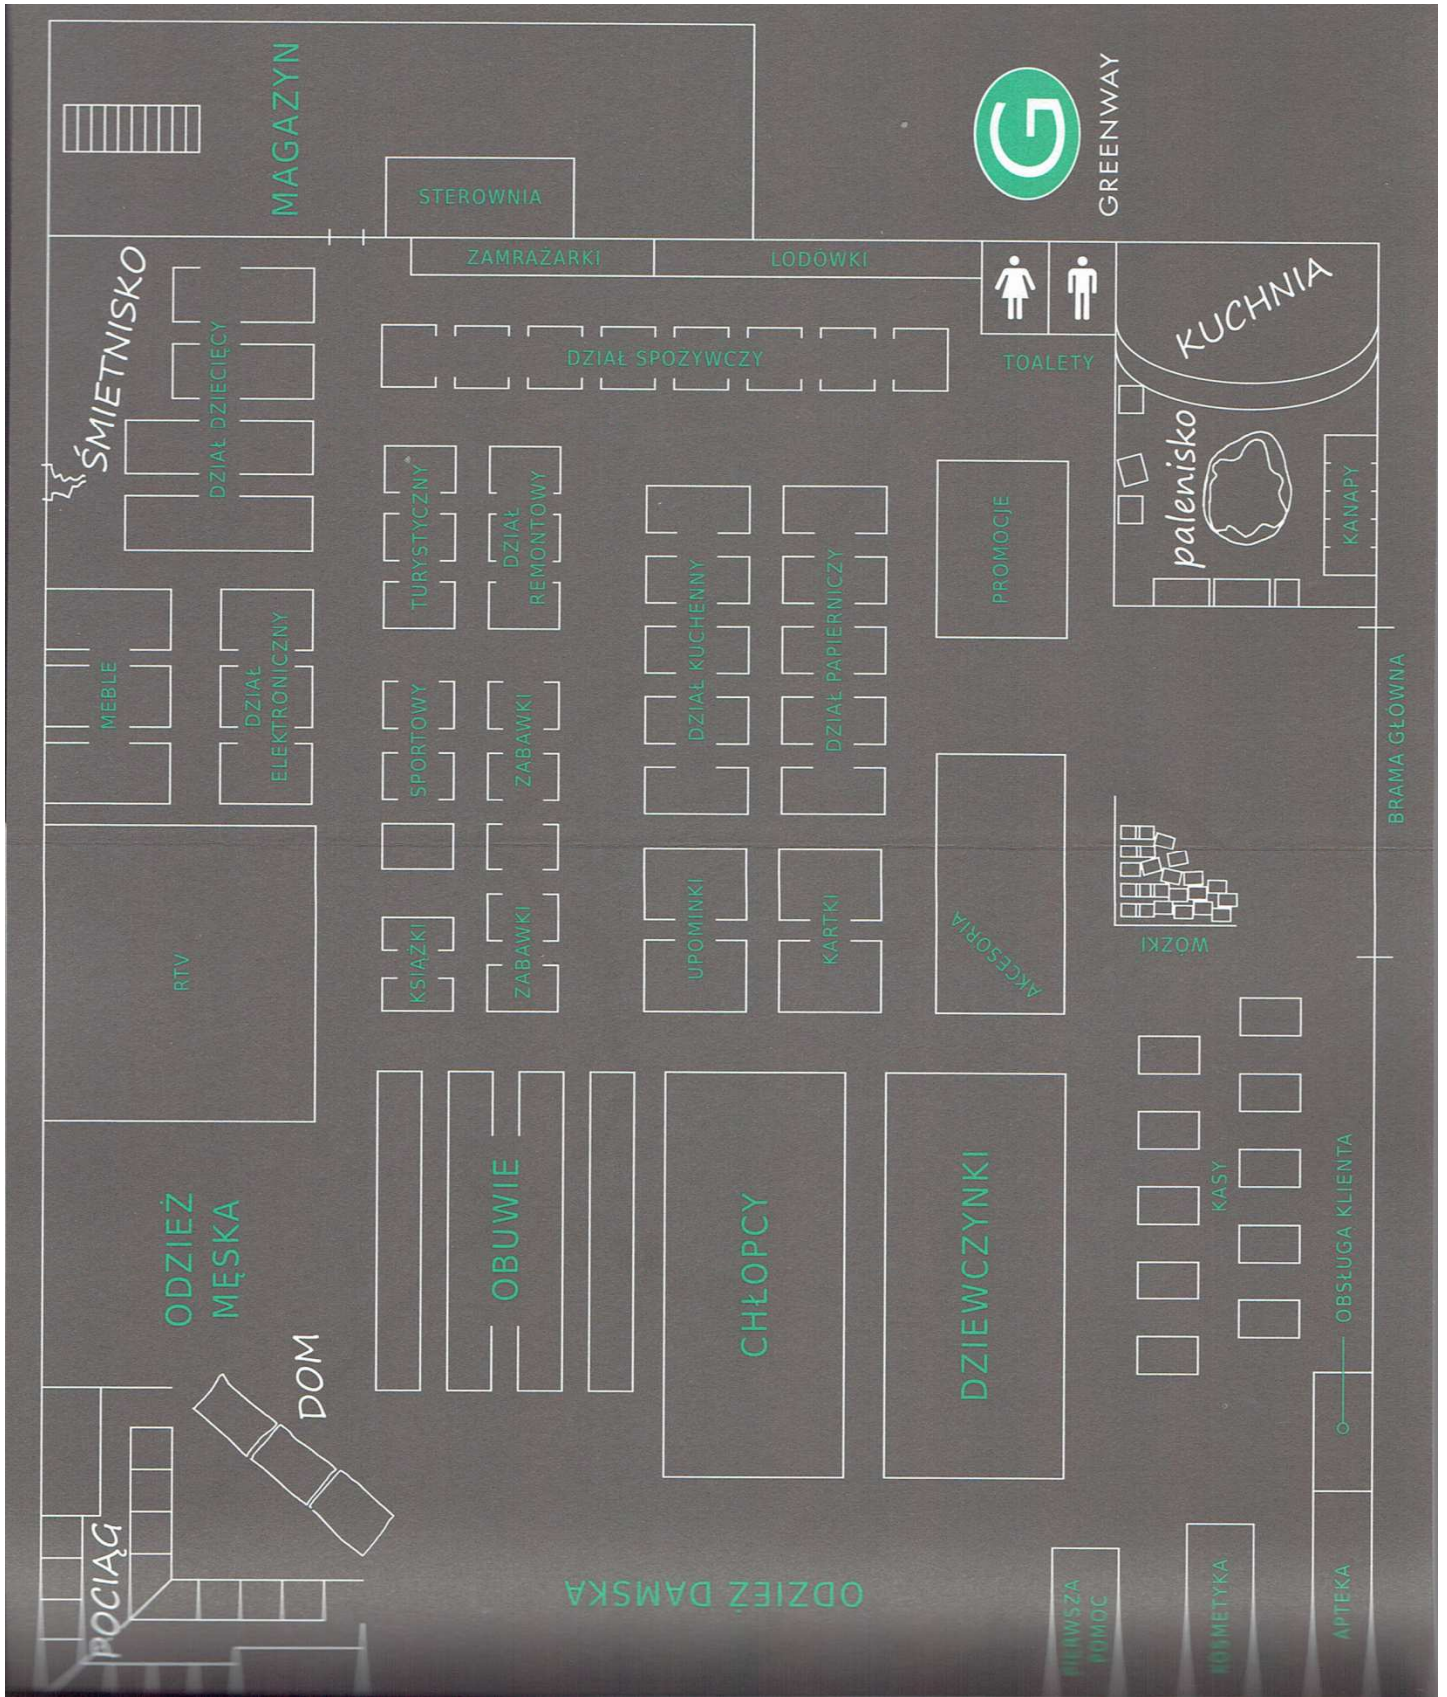 MAGAZYN
STEROWNIA
G
GREENWAY
ZAMRAŻARKI
LODÓWKI
KUCHNIA
ŚMIETNISKO
DZIAŁ DZIECIĘCY
DZIAŁ SPOŻYWCZY
TOALETY
TURYSTYCZNY
DZIAŁ
REMONTOWY
palenisko
KANAPY
PROMOCJE
DZIAŁ KUCHENNY
DZIAŁ PAPIERNICZY
MEBLE
DZIAŁ
ELEKTRONICZNY
SPORTOWY
ZABAWKI
BRAMA GŁÓWNA
RTV
KSIĄŻKI
ZABAWKI
UPOMINKI
KARTKI
AKCESORIA
WÓZKI
ODZIEŻ
MĘSKA
OBUWIE
CHŁOPCY
DZIEWCZYNKI
KASY
OBSŁUGA KLIENTA
DOM
POCIĄG
ODZIEŻ DAMSKA
PIERWSZA
POMOC
KOSMETYKA
APTEKA